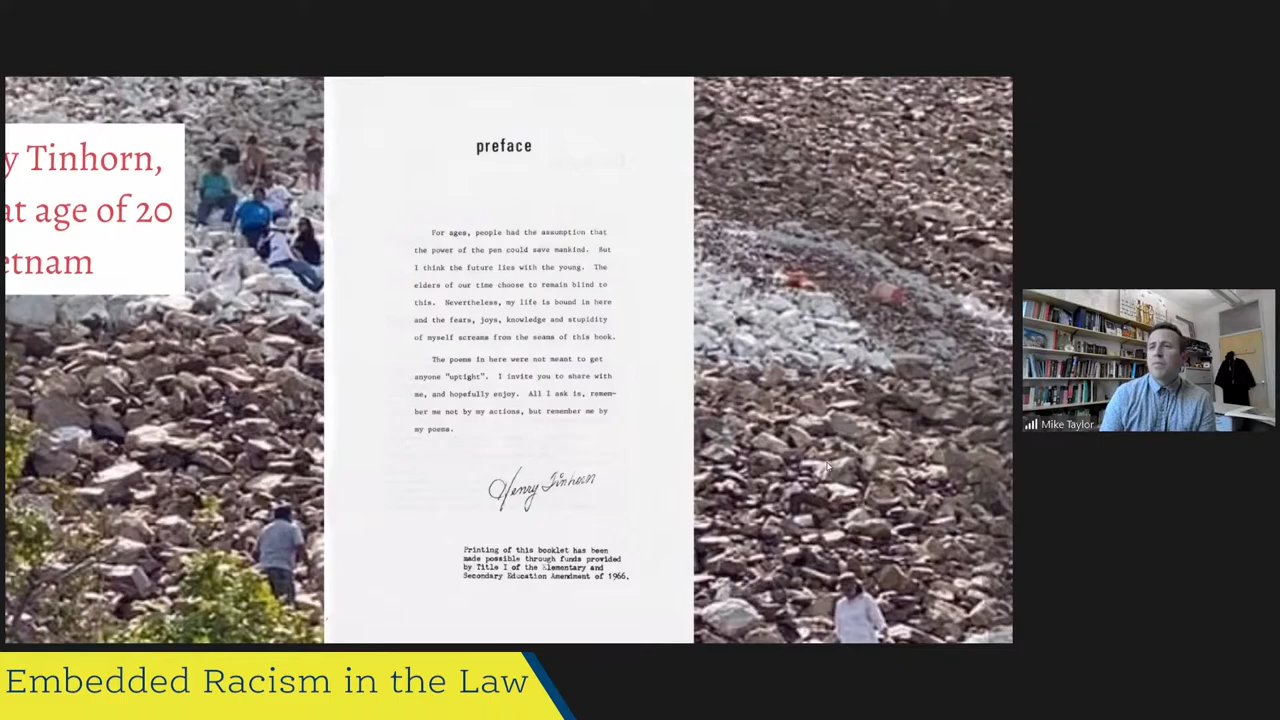 y Tinhorn,
at age of 20
etnam
preface
For ages, people had the assumption that
the power of the pen could save mankind. But
I think the future lies with the young. The
elders of our time choose to remain blind to
this. Nevertheless, my life is bound in here
and the fears, joys, knowledge and stupidity
of myself screams from the seams of this book.
The poems in here were not meant to get
anyone "uptight". I invite you to share with
me, and hopefully enjoy. All I ask is, remem-
ber me not by my actions, but remember me by
my poems.
Henry Tinhorn
Printing of this booklet has been
made possible through funds provided
by Title I of the Elementary and
Secondary Education Amendment of 1966.
Mike Taylor
Embedded Racism in the Law